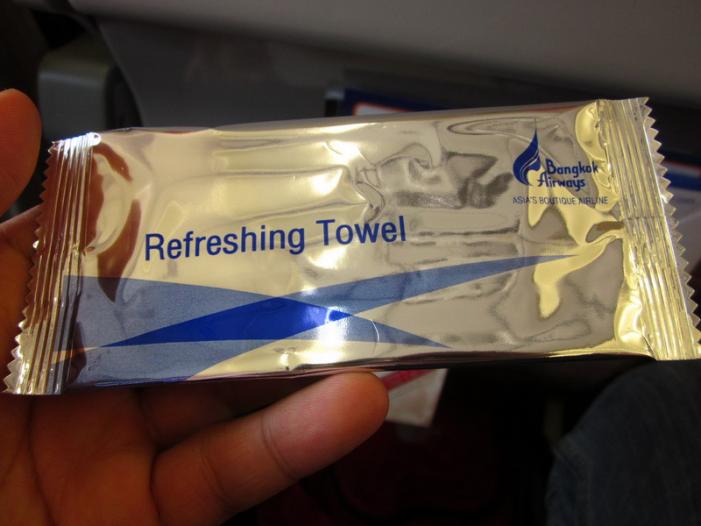 Bangkok
Airways
ASIA'S BOUTIQUE AIRLINE
Refreshing Towel